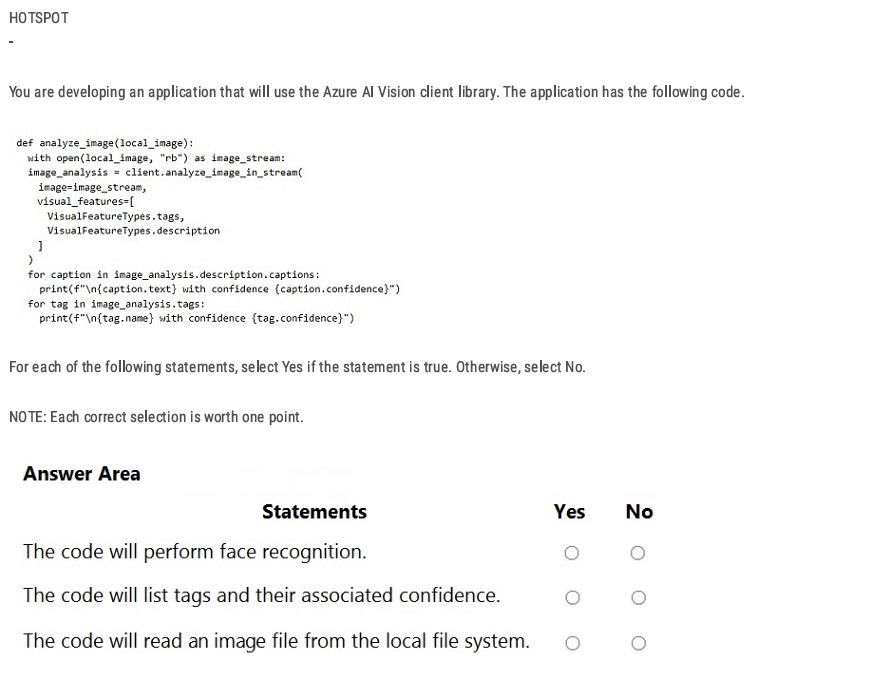 HOTSPOT
-
You are developing an application that will use the Azure AI Vision client library. The application has the following code.
def analyze_image(local_image):
with open(local_image, "rb") as image_stream:
image_analysis = client.analyze_image_in_stream(
image=image_stream,
visual_features=[
VisualFeatureTypes.tags,
VisualFeatureTypes.description
]
)
for caption in image_analysis.description.captions:
print(f"\n{caption.text} with confidence {caption.confidence}")
for tag in image_analysis.tags:
print(f"\n{tag.name} with confidence {tag.confidence}")
For each of the following statements, select Yes if the statement is true. Otherwise, select No.
NOTE: Each correct selection is worth one point.
Answer Area
Statements Yes No
The code will perform face recognition.
The code will list tags and their associated confidence.
The code will read an image file from the local file system.